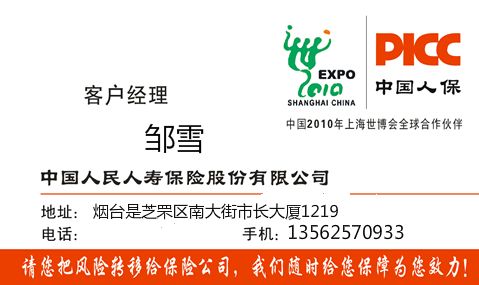 EXPO
2010
SHANGHAI CHINA
PICC
中国人保
中国2010年上海世博会全球合作伙伴
客户经理
邹雪
中国人民人寿保险股份有限公司
地址： 烟台是芝罘区南大街市长大厦1219
电话： 手机：13562570933
请您把风险转移给保险公司，我们随时给您保障为您效力！